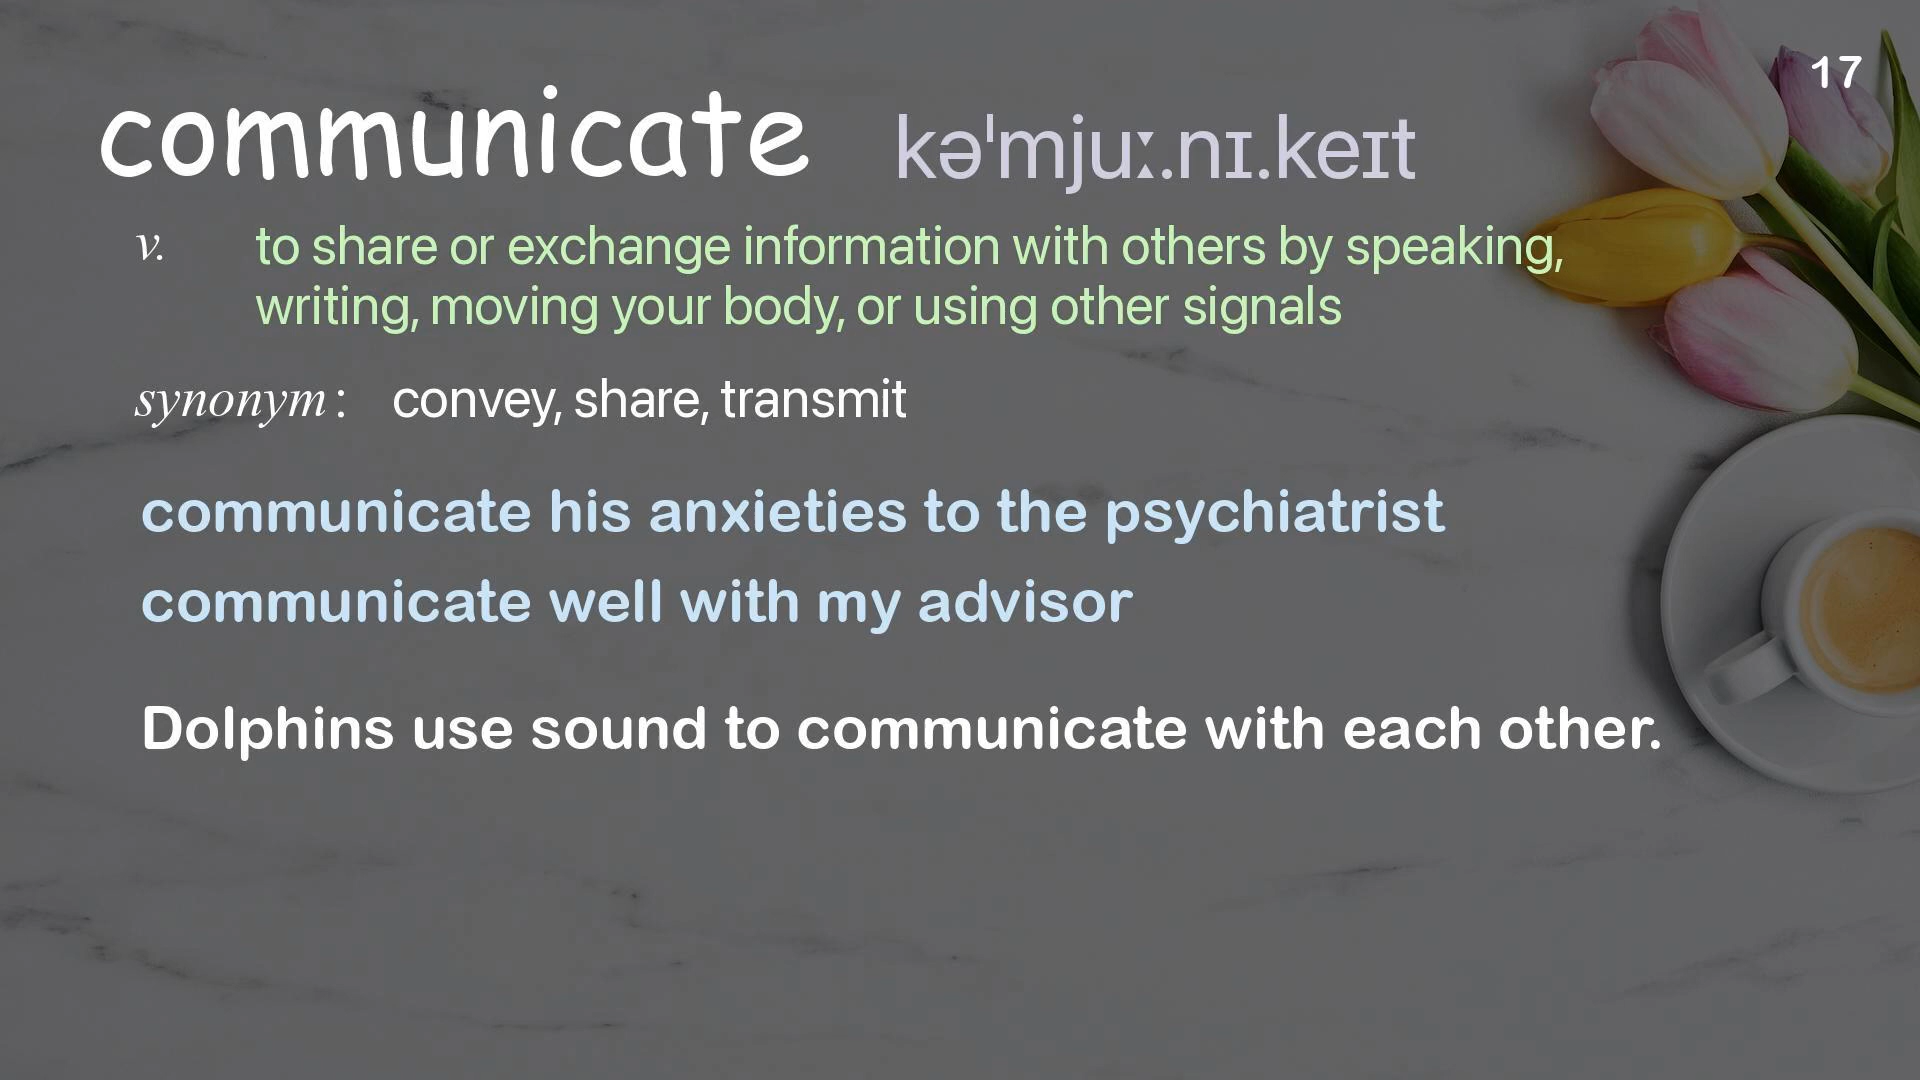 17
communicate kəˈmjuː.nɪ.keɪt
v. to share or exchange information with others by speaking,
writing, moving your body, or using other signals
synonym : convey, share, transmit
communicate his anxieties to the psychiatrist
communicate well with my advisor
Dolphins use sound to communicate with each other.